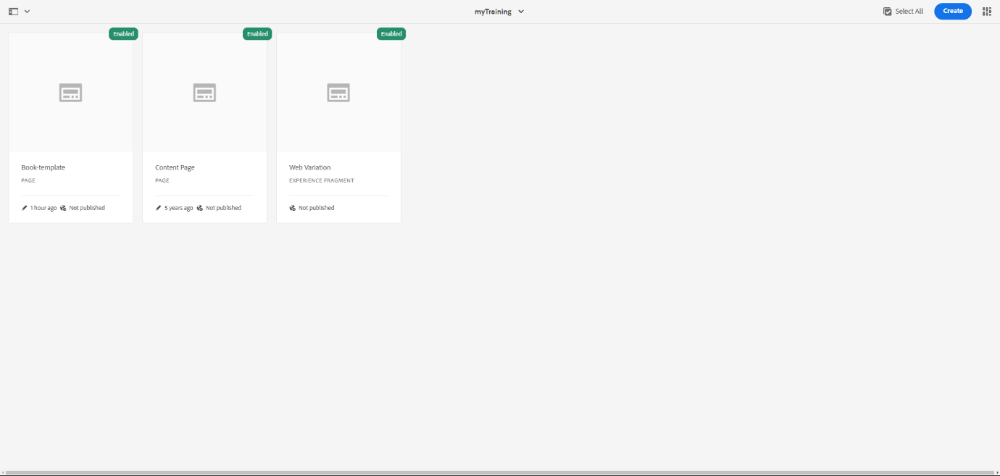 myTraining
Select All
Create
Enabled
Enabled
Enabled
Book-template
PAGE
1 hour ago Not published
Content Page
PAGE
5 years ago Not published
Web Variation
EXPERIENCE FRAGMENT
Not published